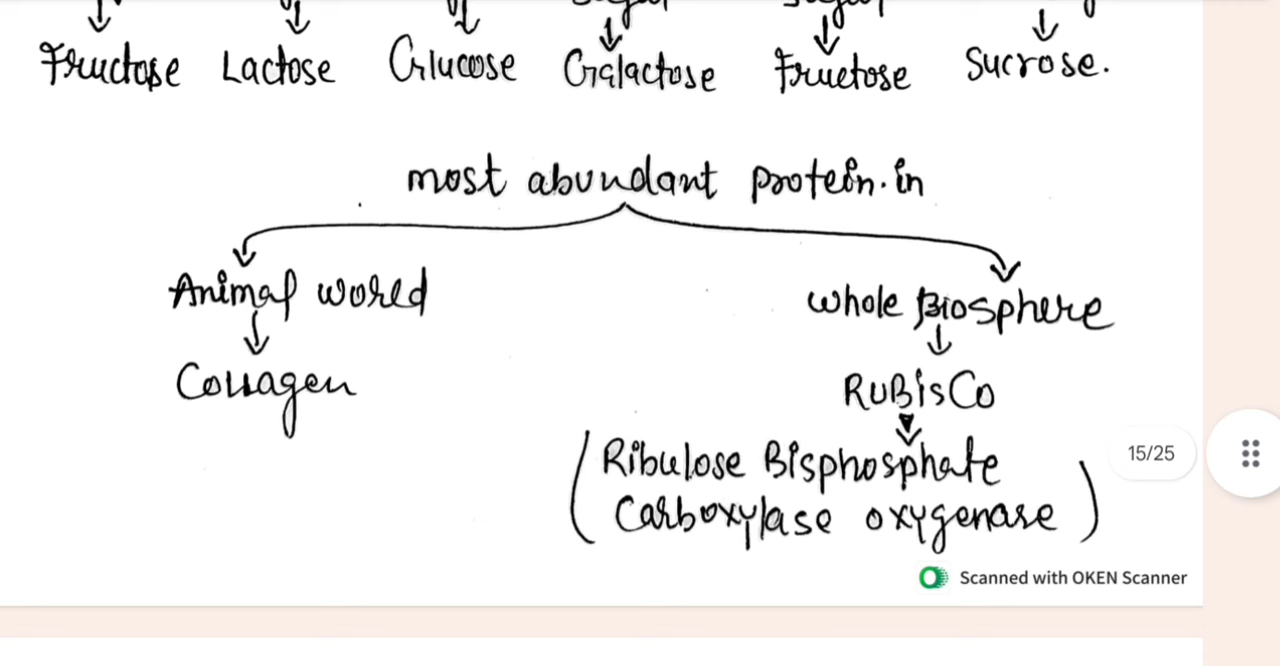 Fructose Lactose Glucose Galactose Fructose Sucrose.
most abundant protein in
Animal world
whole Biosphere
Collagen
RuBisCo
(Ribulose Bisphosphate
Carboxylase oxygenase)
15/25
Scanned with OKEN Scanner